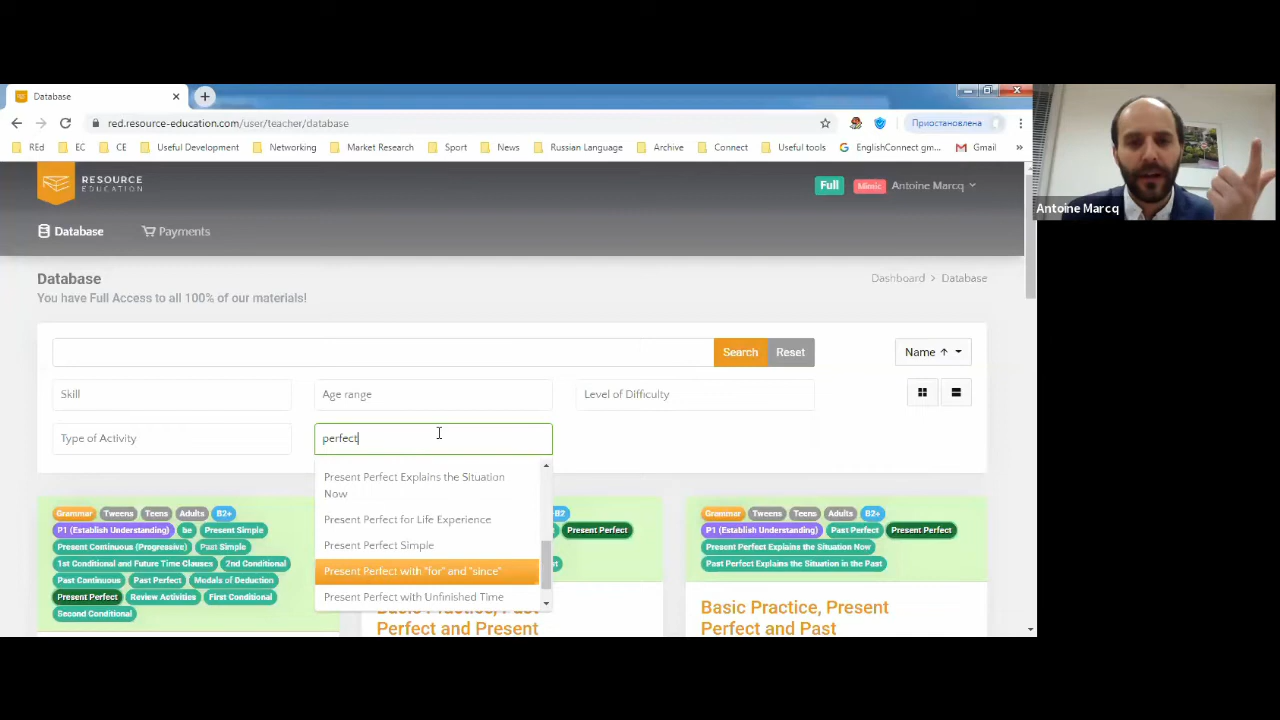 Database
red.resource-education.com/user/teacher/database
Приостановлена
REd
EC
CE
Useful Development
Networking
Market Research
Sport
News
Russian Language
Archive
Connect
Useful tools
EnglishConnect gm...
Gmail
»
RESOURCE
EDUCATION
Full
Mimic
Antoine Marcq
Antoine Marcq
Database
Payments
Database
Dashboard > Database
You have Full Access to all 100% of our materials!
Search
Reset
Name ↑
Skill
Age range
Level of Difficulty
Type of Activity
perfect
Present Perfect Explains the Situation
Now
Present Perfect for Life Experience
Present Perfect Simple
Present Perfect with "for" and "since"
Present Perfect with Unfinished Time
Grammar Tweens Teens Adults B2+
P1 (Establish Understanding) be Present Simple
Present Continuous (Progressive) Past Simple
1st Conditional and Future Time Clauses 2nd Conditional
Past Continuous Past Perfect Modals of Deduction
Present Perfect Review Activities First Conditional
Second Conditional
Present Perfect
Basic Practice, Present
Perfect and Present
Grammar Tweens Teens Adults B2+
P1 (Establish Understanding) Past Perfect Present Perfect
Present Perfect Explains the Situation Now
Past Perfect Explains the Situation in the Past
Basic Practice, Present
Perfect and Past